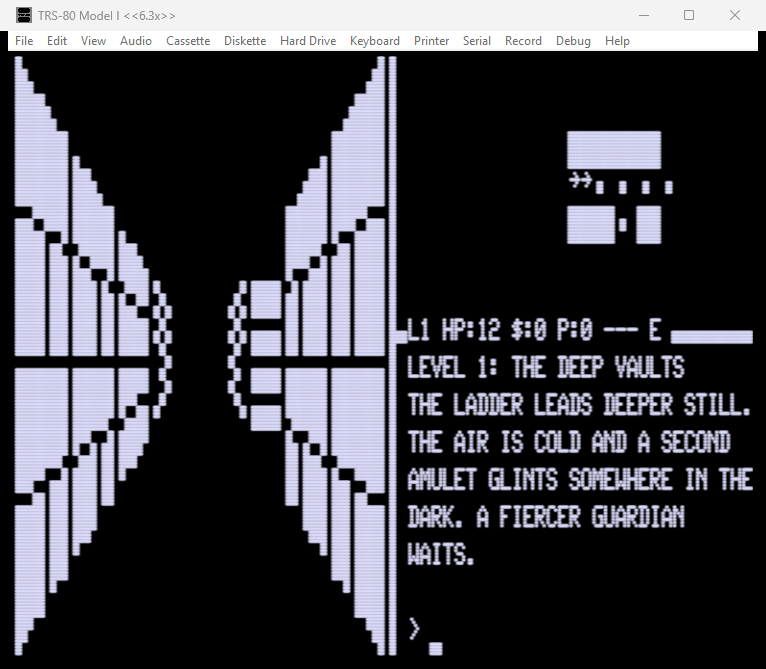 TRS-80 Model I <<6.3x>>
File Edit View Audio Cassette Diskette Hard Drive Keyboard Printer Serial Record Debug Help
L1 HP:12 $:0 P:0 --- E
LEVEL 1: THE DEEP VAULTS
THE LADDER LEADS DEEPER STILL.
THE AIR IS COLD AND A SECOND
AMULET GLINTS SOMEWHERE IN THE
DARK. A FIERCER GUARDIAN
WAITS.
>